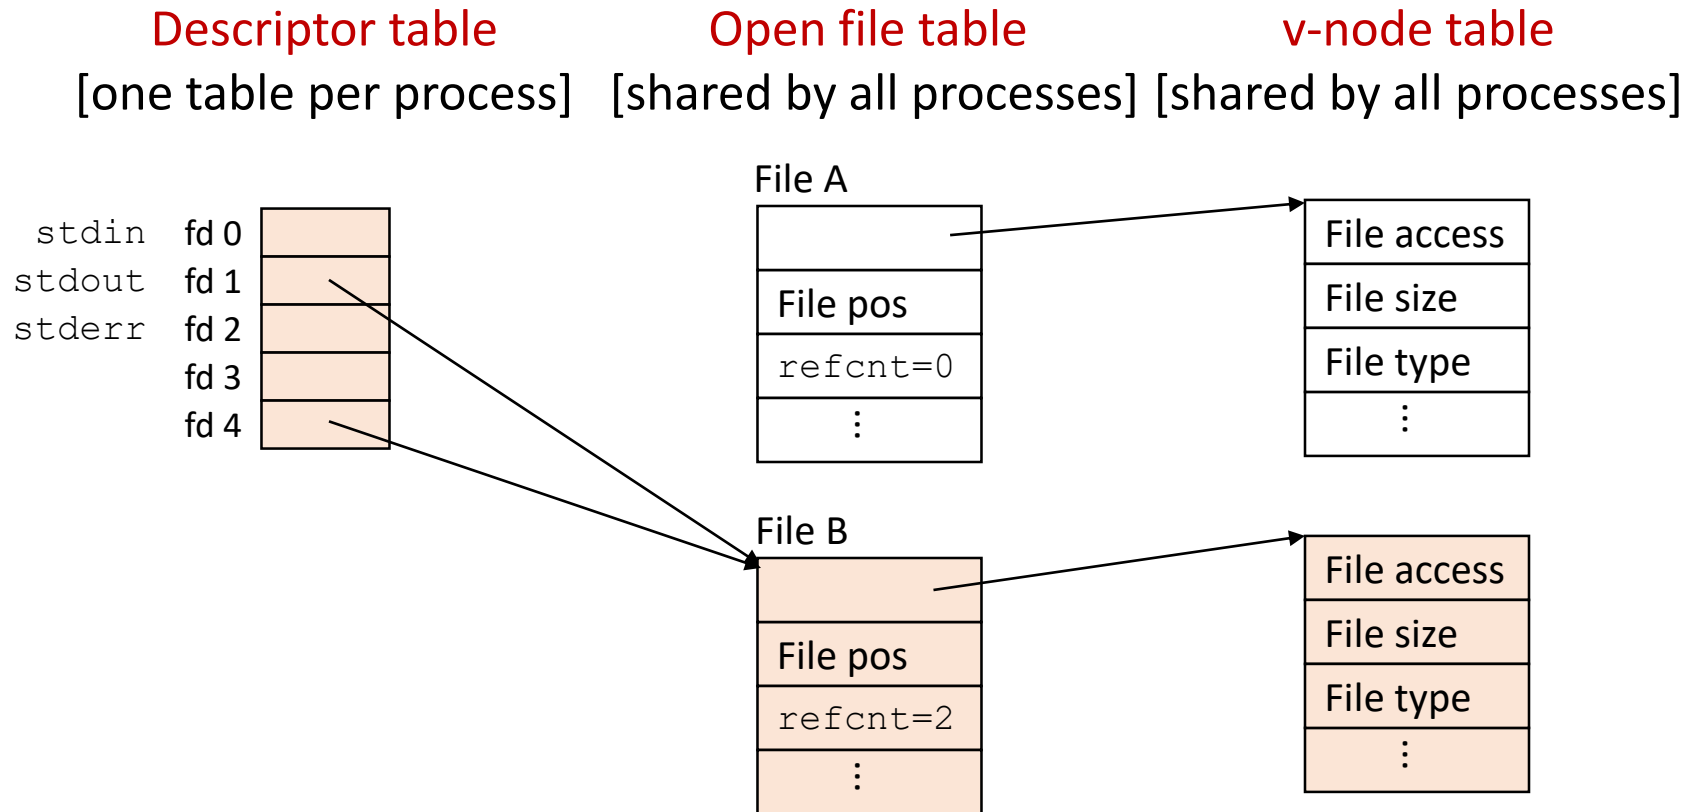 Descriptor table
[one table per process]
Open file table
[shared by all processes]
v-node table
[shared by all processes]
stdin fd 0
stdout fd 1
stderr fd 2
fd 3
fd 4
File A
File pos
refcnt=0
⋮
File access
File size
File type
⋮
File B
File pos
refcnt=2
⋮
File access
File size
File type
⋮